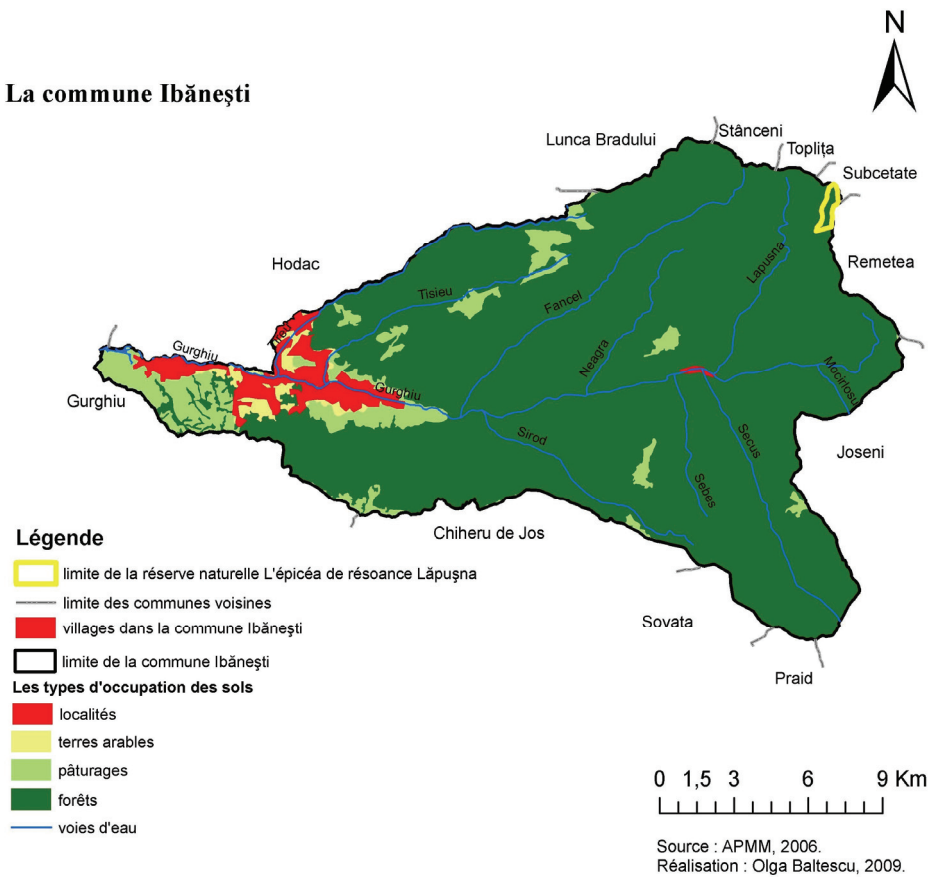 N
La commune Ibăneşti
Stânceni
Lunca Bradului
Topliţa
Subcetate
Remetea
Hodac
Lapusna
Tisieu
Fancel
Gurghiu
Neagra
Mocirlosu
Gurghiu
Gurghiu
Sirod
Secus
Sebes
Joseni
Chiheru de Jos
Sovata
Praid
Légende
limite de la réserve naturelle L'épicéa de résoance Lăpuşna
limite des communes voisines
villages dans la commune Ibăneşti
limite de la commune Ibăneşti
Les types d'occupation des sols
localités
terres arables
pâturages
forêts
voies d'eau
0 1,5 3 6 9 Km
Source : APMM, 2006.
Réalisation : Olga Baltescu, 2009.